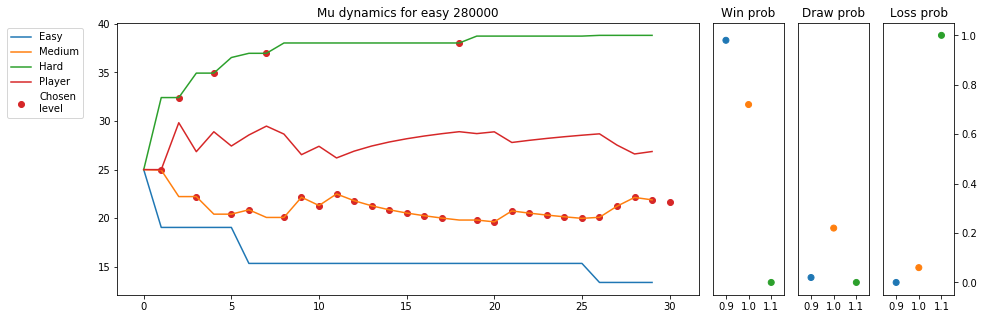 Mu dynamics for easy 280000
Win prob
Draw prob
Loss prob
Easy
Medium
Hard
Player
Chosen
level
40
35
30
25
20
15
0
5
10
15
20
25
30
0.9
1.0
1.1
0.9
1.0
1.1
0.9
1.0
1.1
1.0
0.8
0.6
0.4
0.2
0.0